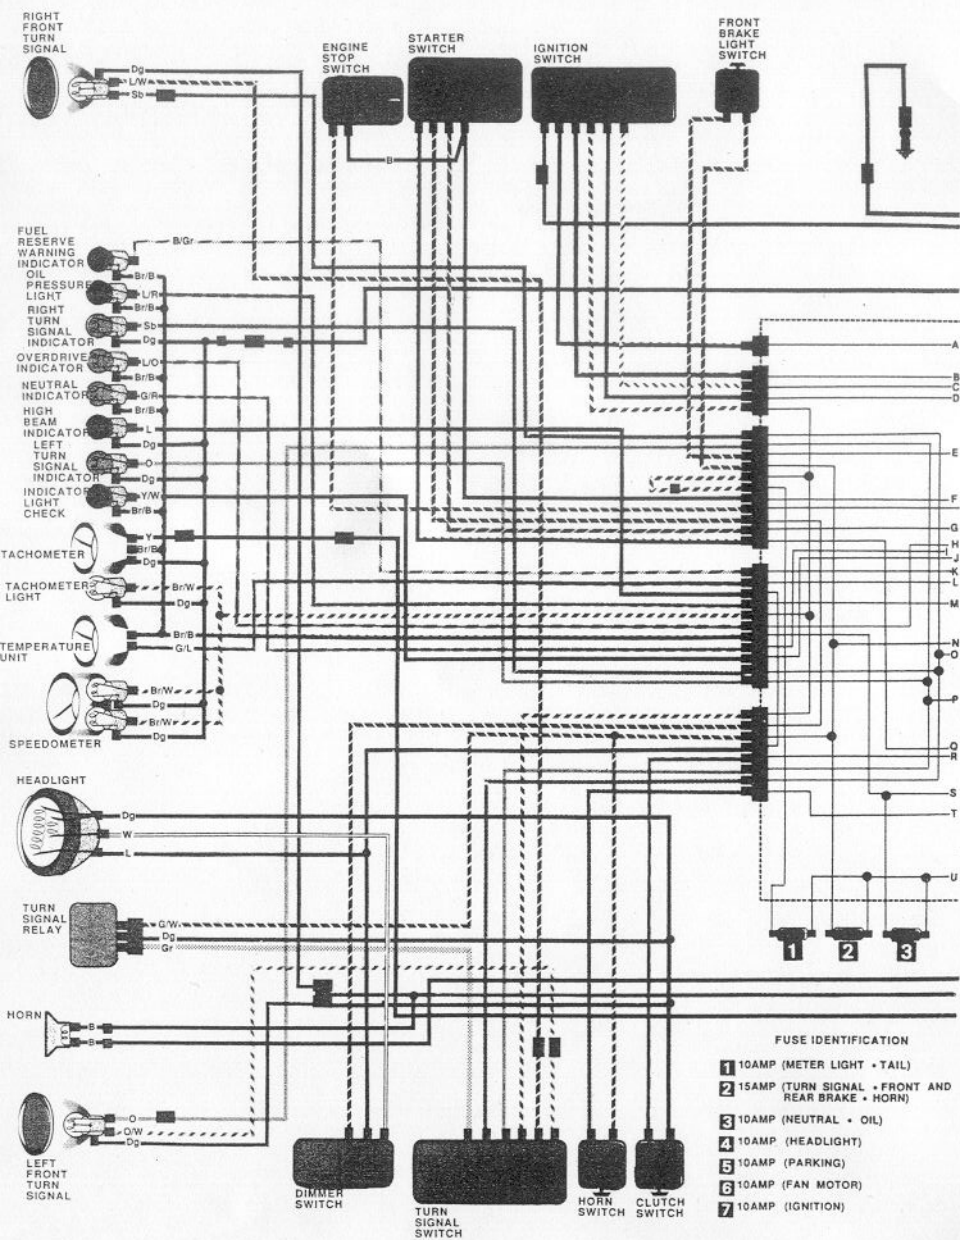 RIGHT
FRONT
TURN
SIGNAL
Dg
L/W
Sb
ENGINE
STOP
SWITCH
STARTER
SWITCH
IGNITION
SWITCH
FRONT
BRAKE
LIGHT
SWITCH
B
FUEL
RESERVE
WARNING
INDICATOR
B/Gr
OIL
PRESSURE
LIGHT
Br/B
L/R
Br/B
RIGHT
TURN
SIGNAL
INDICATOR
Sb
Dg
OVERDRIVE
INDICATOR
L/O
Br/B
NEUTRAL
INDICATOR
G/R
Br/B
HIGH
BEAM
INDICATOR
L
Dg
LEFT
TURN
SIGNAL
INDICATOR
O
Dg
INDICATOR
LIGHT
CHECK
Y/W
Br/B
TACHOMETER
Y
Br/B
Dg
TACHOMETER
LIGHT
Br/W
Dg
TEMPERATURE
UNIT
Br/B
G/L
SPEEDOMETER
Br/W
Dg
Br/W
Dg
HEADLIGHT
Dg
W
L
TURN
SIGNAL
RELAY
G/W
Dg
Gr
HORN
B
B
LEFT
FRONT
TURN
SIGNAL
O
O/W
Dg
DIMMER
SWITCH
TURN
SIGNAL
SWITCH
HORN
SWITCH
CLUTCH
SWITCH
A
B
C
D
E
F
G
H
I
J
K
L
M
N
O
P
Q
R
S
T
U
1
2
3
FUSE IDENTIFICATION
1 10AMP (METER LIGHT • TAIL)
2 15AMP (TURN SIGNAL • FRONT AND
REAR BRAKE • HORN)
3 10AMP (NEUTRAL • OIL)
4 10AMP (HEADLIGHT)
5 10AMP (PARKING)
6 10AMP (FAN MOTOR)
7 10AMP (IGNITION)